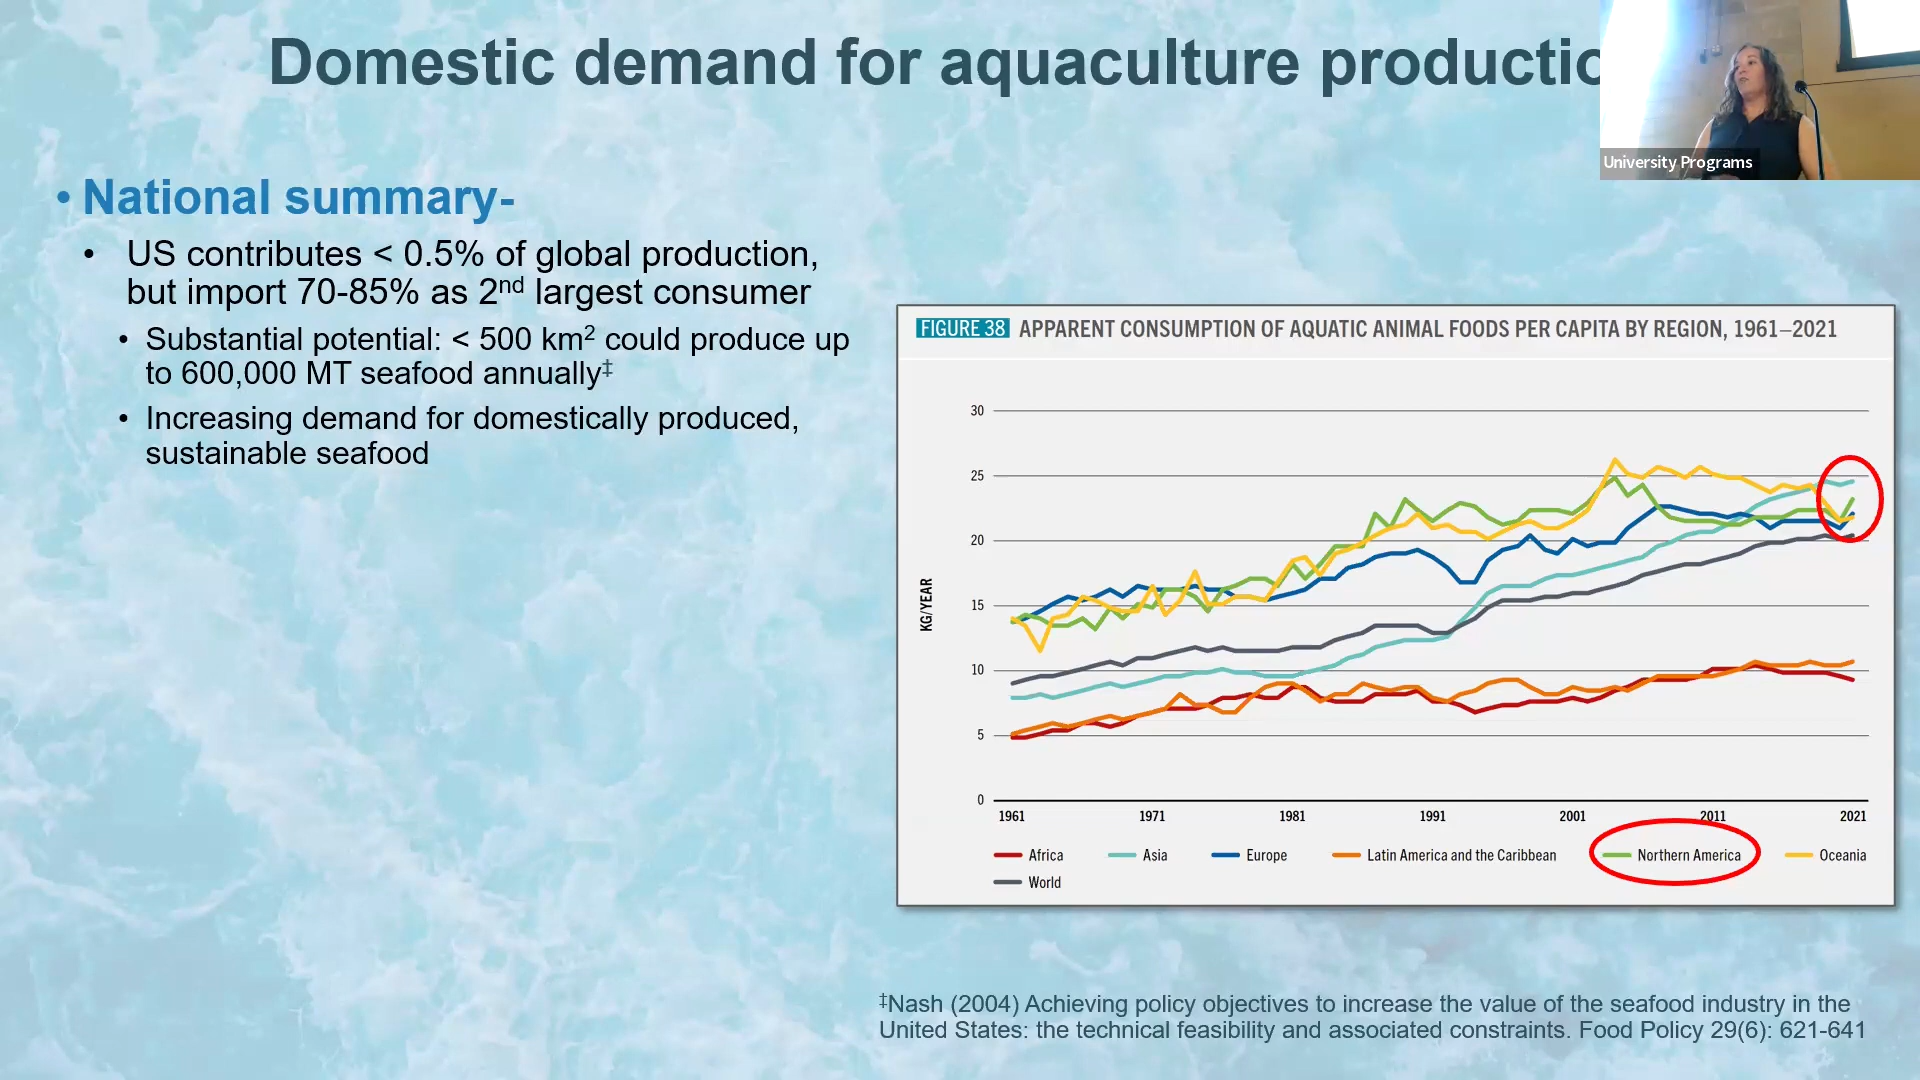 Domestic demand for aquaculture productio
University Programs
• National summary-
• US contributes < 0.5% of global production,
but import 70-85% as 2nd largest consumer
• Substantial potential: < 500 km2 could produce up
to 600,000 MT seafood annually‡
• Increasing demand for domestically produced,
sustainable seafood
FIGURE 38 APPARENT CONSUMPTION OF AQUATIC ANIMAL FOODS PER CAPITA BY REGION, 1961–2021
30
25
20
15
10
5
0
KG/YEAR
1961 1971 1981 1991 2001 2011 2021
Africa Asia Europe Latin America and the Caribbean Northern America Oceania
World
‡Nash (2004) Achieving policy objectives to increase the value of the seafood industry in the
United States: the technical feasibility and associated constraints. Food Policy 29(6): 621-641